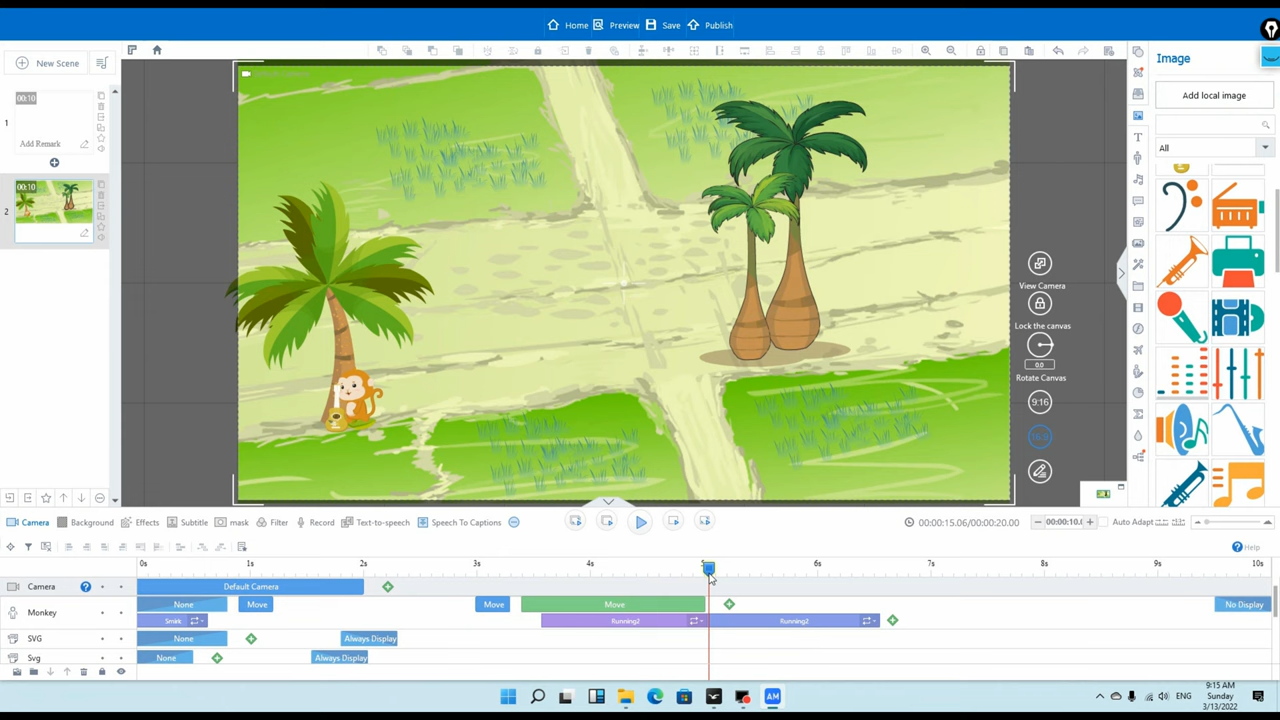 Home Preview Save Publish
New Scene
Image
Add local image
All
00:10
1
Add Remark
00:10
2
View Camera
Lock the canvas
0.0
Rotate Canvas
9:16
16:9
Camera Background Effects Subtitle mask Filter Record Text-to-speech Speech To Captions
00:00:15.06/00:00:20.00
00:00:10.
Auto Adapt
Help
0s 1s 2s 3s 4s 6s 7s 8s 9s 10s
Camera Default Camera
Monkey None Move Move Move No Display
Smirk Running2 Running2
SVG None Always Display
Svg None Always Display
AM
ENG
9:15 AM
Sunday
3/13/2022